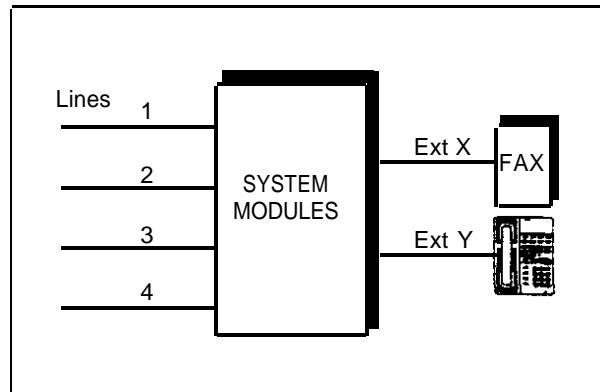 Lines
1
2
3
4
SYSTEM
MODULES
Ext X
FAX
Ext Y